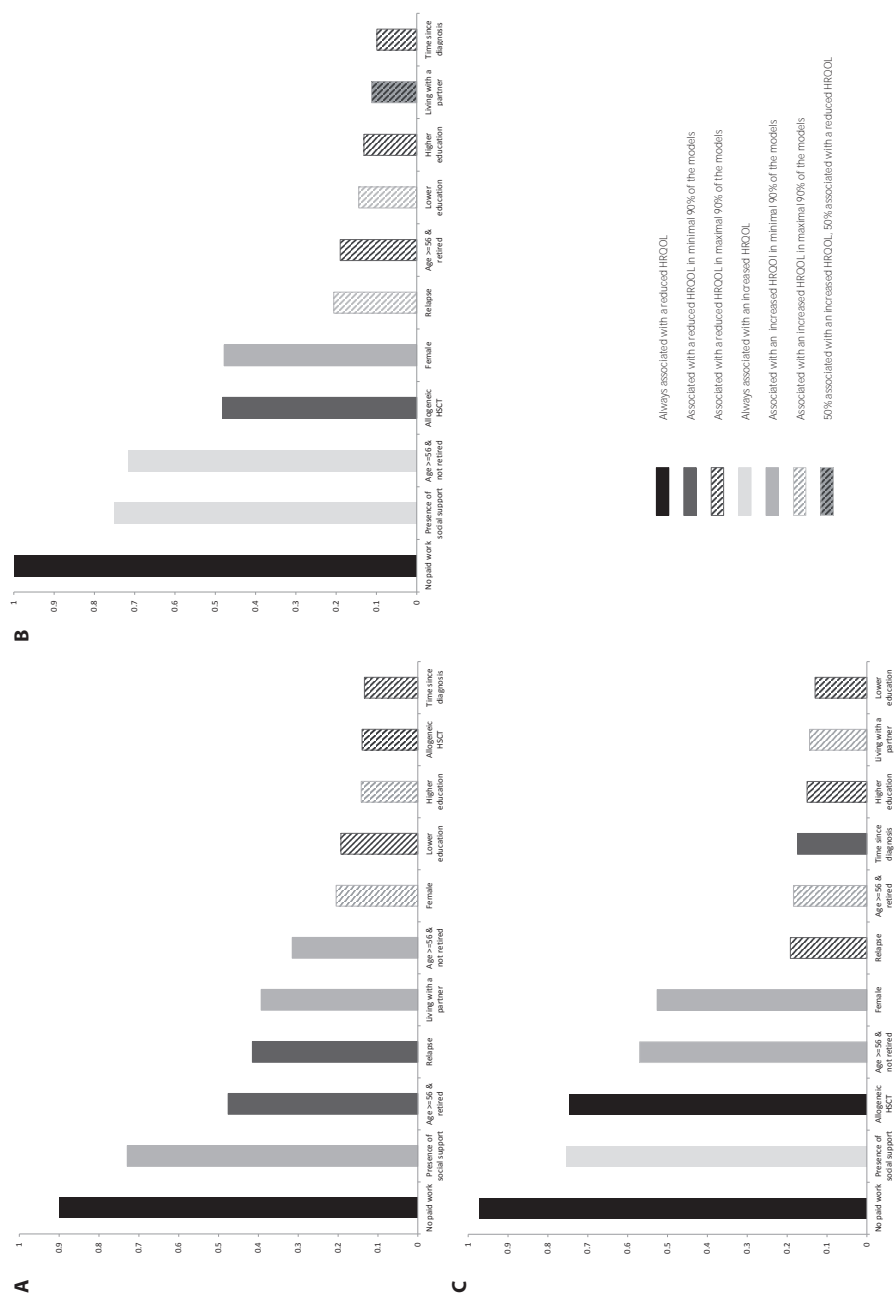 A
1
0.9
0.8
0.7
0.6
0.5
0.4
0.3
0.2
0.1
0
No paid work
Presence of
social support
Age >=56 &
retired
Relapse
Living with a
partner
Age >=56 &
not retired
Female
Lower
education
Higher
education
Allogeneic
HSCT
Time since
diagnosis
B
1
0.9
0.8
0.7
0.6
0.5
0.4
0.3
0.2
0.1
0
No paid work
Presence of
social support
Age >=56 &
not retired
Allogeneic
HSCT
Female
Relapse
Age >=56 &
retired
Lower
education
Higher
education
Living with a
partner
Time since
diagnosis
C
1
0.9
0.8
0.7
0.6
0.5
0.4
0.3
0.2
0.1
0
No paid work
Presence of
social support
Allogeneic
HSCT
Age >=56 &
not retired
Female
Relapse
Age >=56 &
retired
Time since
diagnosis
Higher
education
Living with a
partner
Lower
education
Always associated with a reduced HRQOL
Associated with a reduced HRQOL in minimal 90% of the models
Associated with a reduced HRQOL in maximal 90% of the models
Always associated with an increased HRQOL
Associated with an increased HRQOl in minimal 90% of the models
Associated with an increased HRQOL in maximal 90% of the models
50% associated with an increased HRQOL, 50% associated with a reduced HRQOL